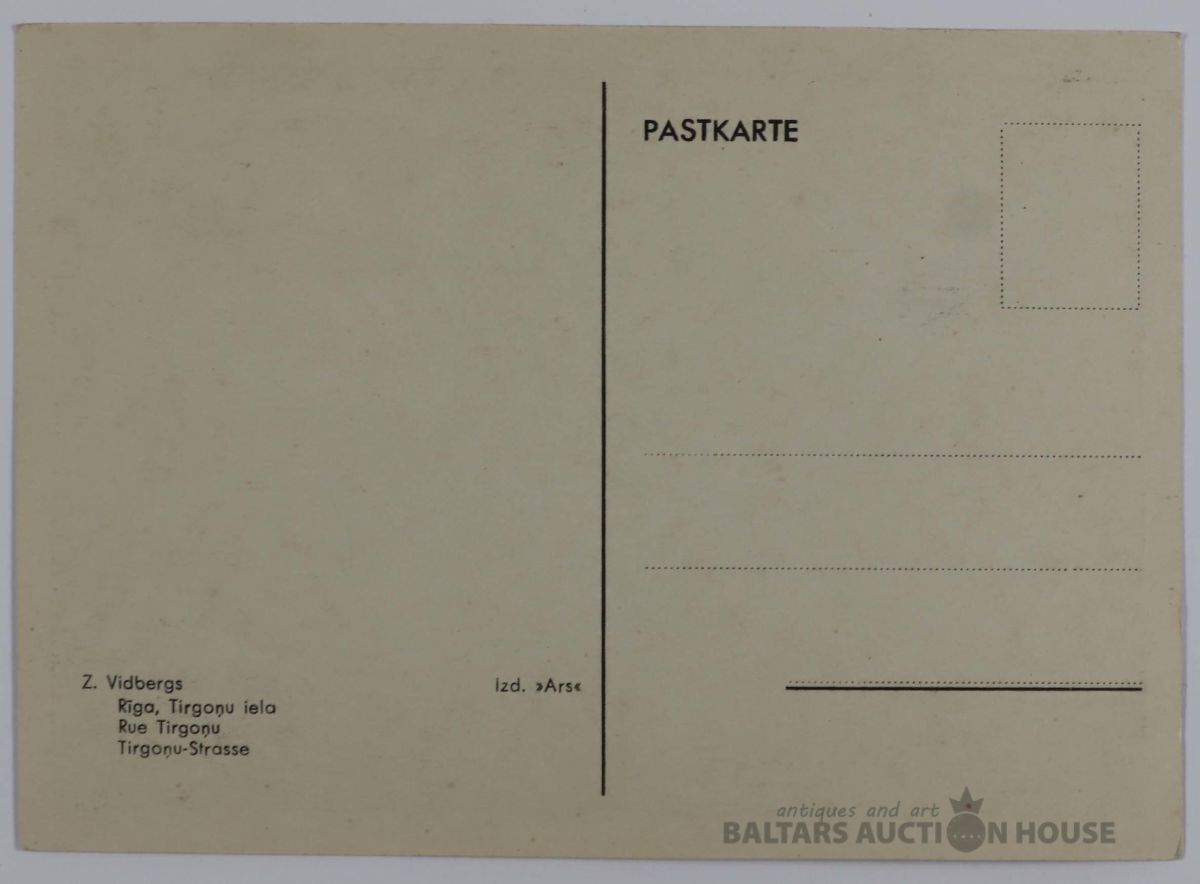 PASTKARTE
Z. Vidbergs
Rīga, Tirgoņu iela
Rue Tirgoņu
Tirgoņu-Strasse
Izd. »Ars«
antiques and art
BALTARS AUCTION HOUSE